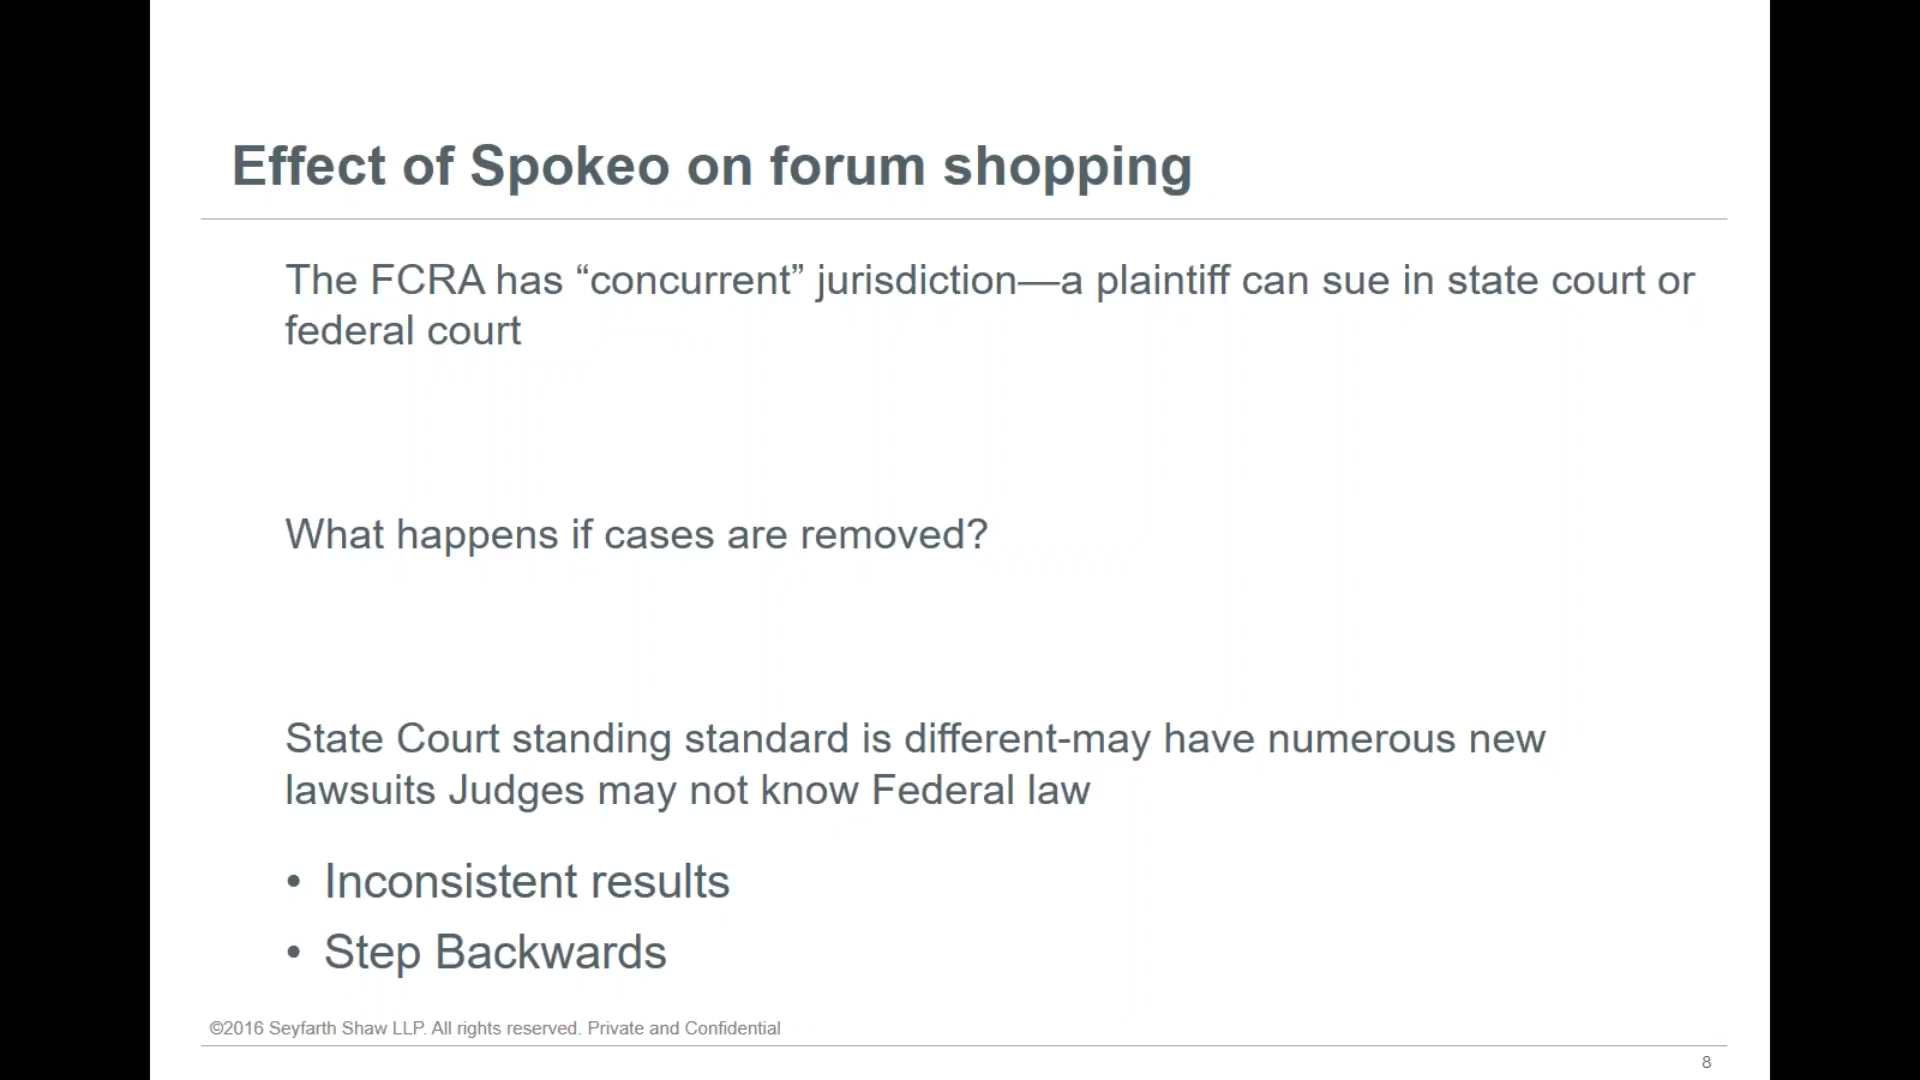 Effect of Spokeo on forum shopping
The FCRA has “concurrent” jurisdiction—a plaintiff can sue in state court or
federal court
What happens if cases are removed?
State Court standing standard is different-may have numerous new
lawsuits Judges may not know Federal law
• Inconsistent results
• Step Backwards
©2016 Seyfarth Shaw LLP. All rights reserved. Private and Confidential
8